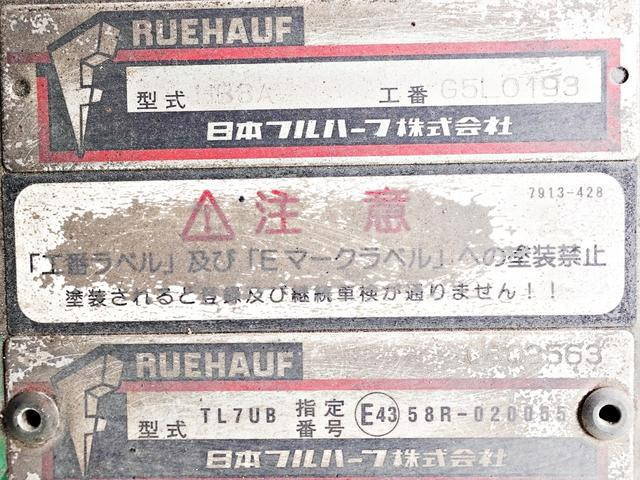 RUEHAUF
型式 工番 G5L0193
日本フルハーフ株式会社
注意
7913-428
「工番ラベル」及び「Eマークラベル」への塗装禁止
塗装されると登録及び継続車検が通りません!!
RUEHAUF
型式 TL7UB 指定番号 E43 58R-020055
日本フルハーフ株式会社